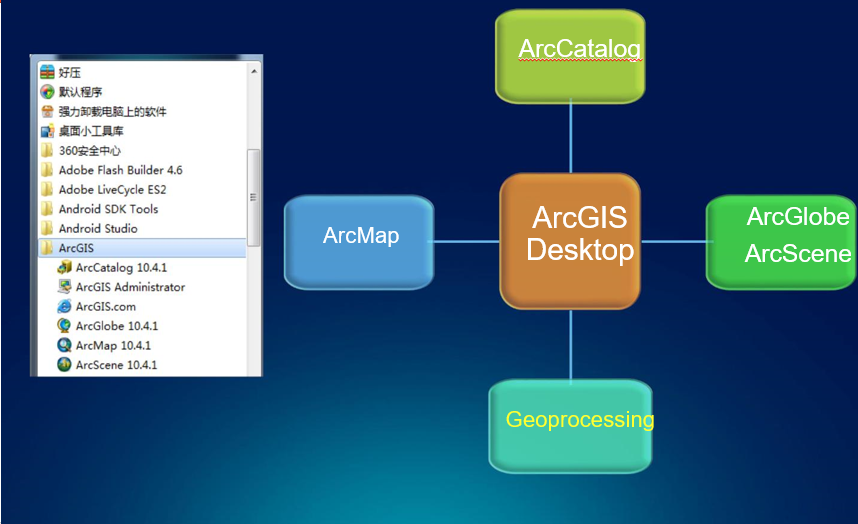 好压
默认程序
强力卸载电脑上的软件
桌面小工具库
360安全中心
Adobe Flash Builder 4.6
Adobe LiveCycle ES2
Android SDK Tools
Android Studio
ArcGIS
ArcCatalog 10.4.1
ArcGIS Administrator
ArcGIS.com
ArcGlobe 10.4.1
ArcMap 10.4.1
ArcScene 10.4.1
ArcCatalog
ArcMap
ArcGIS
Desktop
ArcGlobe
ArcScene
Geoprocessing